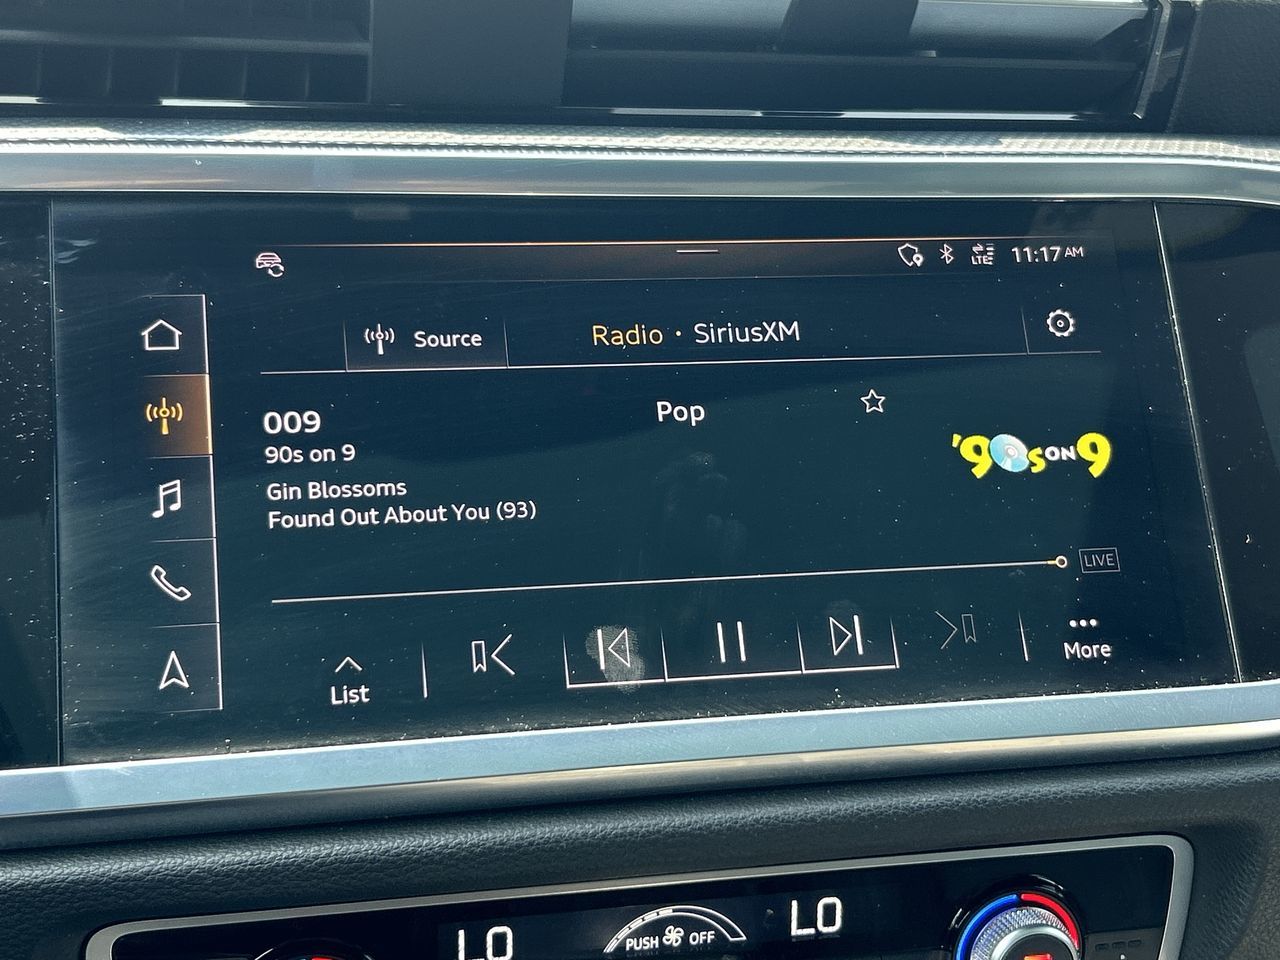 LTE 11:17 AM
Source
Radio · SiriusXM
009
Pop
90s on 9
'90s ON 9
Gin Blossoms
Found Out About You (93)
LIVE
List
More
LO
PUSH OFF
LO